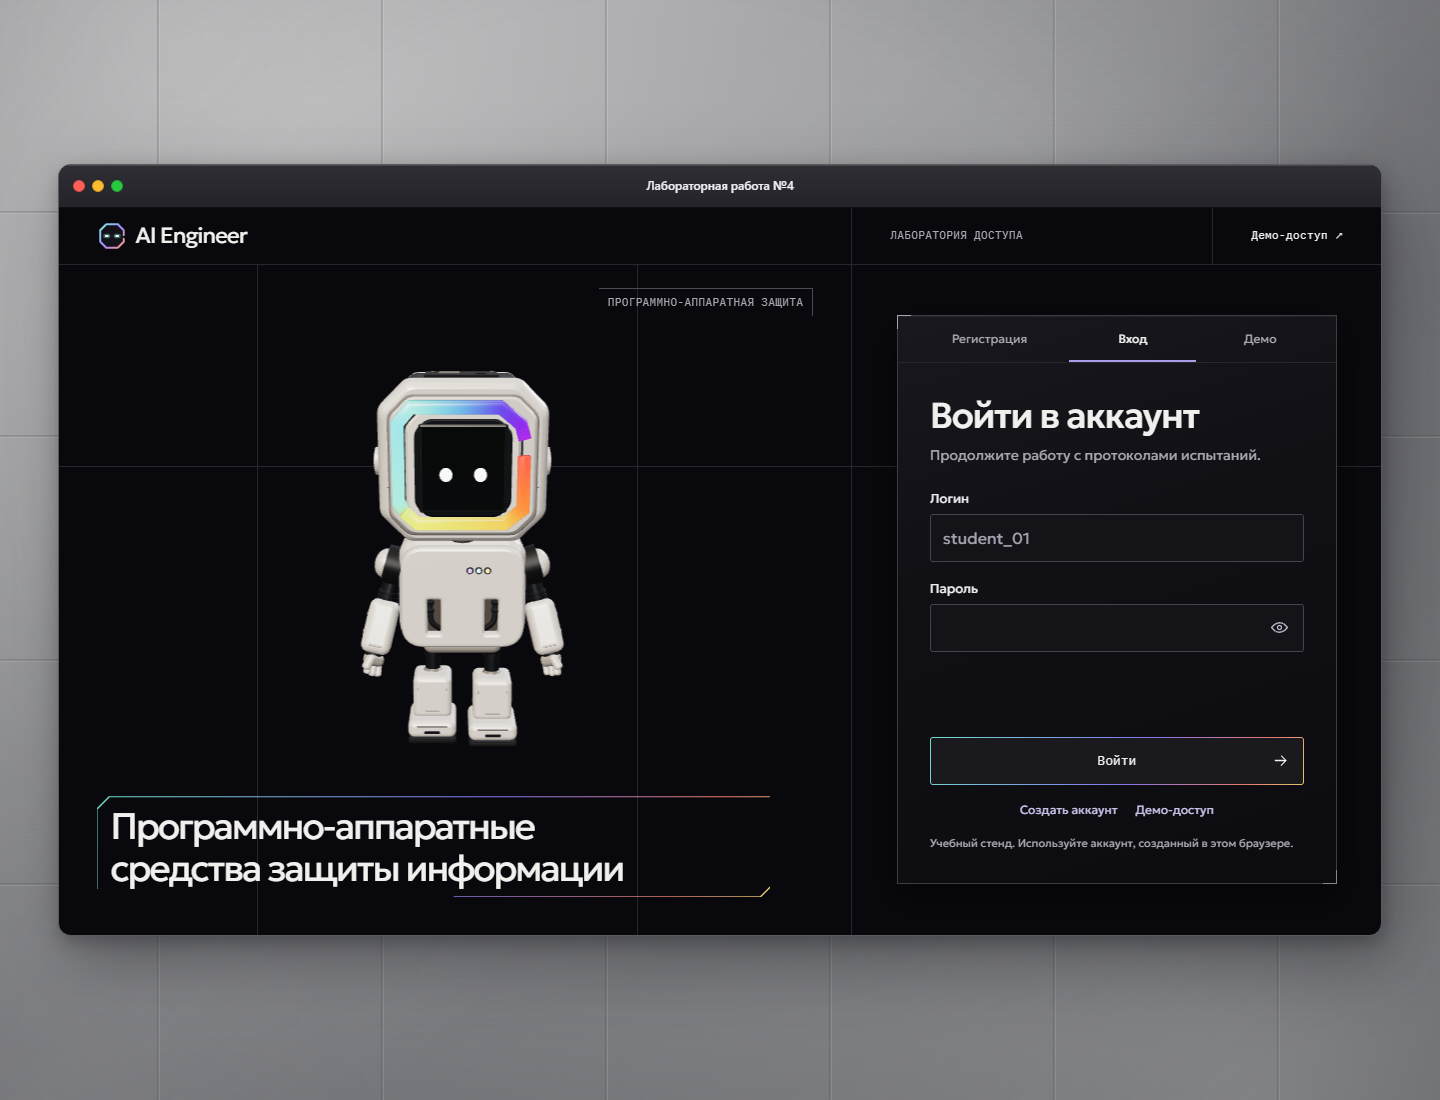 Лабораторная работа №4
AI Engineer
ЛАБОРАТОРИЯ ДОСТУПА
Демо-доступ ↗
ПРОГРАММНО-АППАРАТНАЯ ЗАЩИТА
Программно-аппаратные
средства защиты информации
Регистрация
Вход
Демо
Войти в аккаунт
Продолжите работу с протоколами испытаний.
Логин
student_01
Пароль
Войти →
Создать аккаунт
Демо-доступ
Учебный стенд. Используйте аккаунт, созданный в этом браузере.